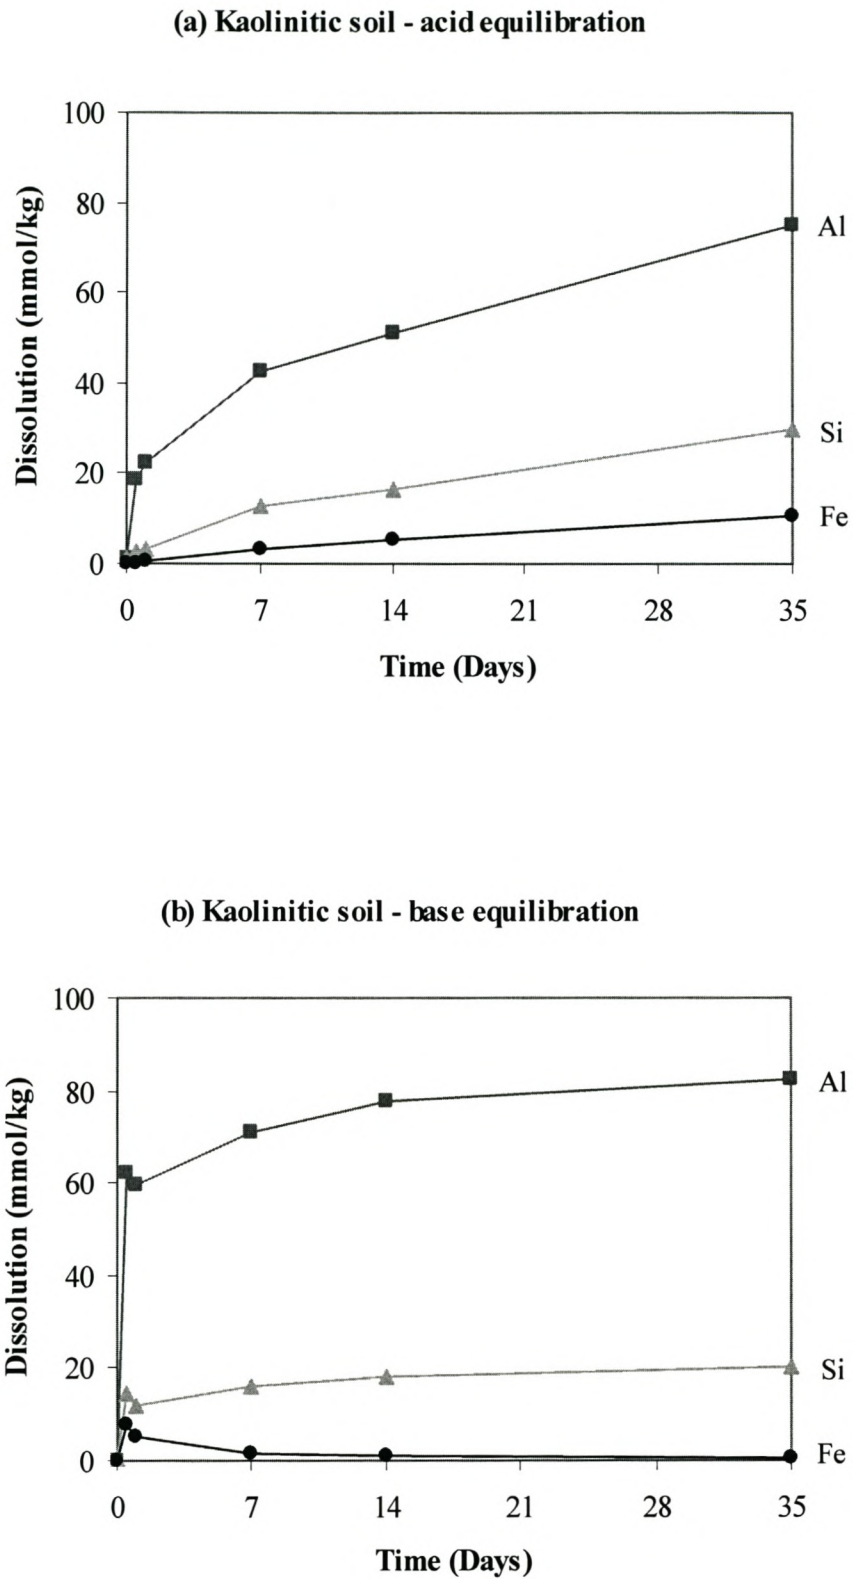 (a) Kaolinitic soil - acid equilibration
100
80
60
40
20
0
Dissolution (mmol/kg)
Al
Si
Fe
0 7 14 21 28 35
Time (Days)
(b) Kaolinitic soil - base equilibration
100
80
60
40
20
0
Dissolution (mmol/kg)
Al
Si
Fe
0 7 14 21 28 35
Time (Days)